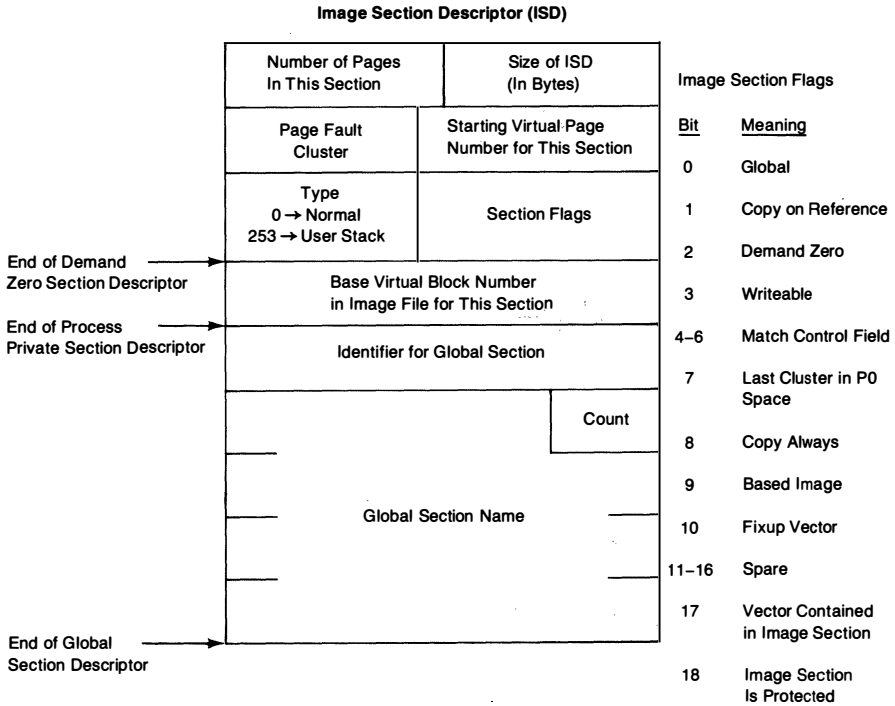 Image Section Descriptor (ISD)
Number of Pages
In This Section
Size of ISD
(In Bytes)
Page Fault
Cluster
Starting Virtual Page
Number for This Section
Type
0 → Normal
253 → User Stack
Section Flags
End of Demand
Zero Section Descriptor
Base Virtual Block Number
in Image File for This Section
End of Process
Private Section Descriptor
Identifier for Global Section
Count
Global Section Name
End of Global
Section Descriptor
Image Section Flags
Bit Meaning
0 Global
1 Copy on Reference
2 Demand Zero
3 Writeable
4–6 Match Control Field
7 Last Cluster in P0
Space
8 Copy Always
9 Based Image
10 Fixup Vector
11–16 Spare
17 Vector Contained
in Image Section
18 Image Section
Is Protected